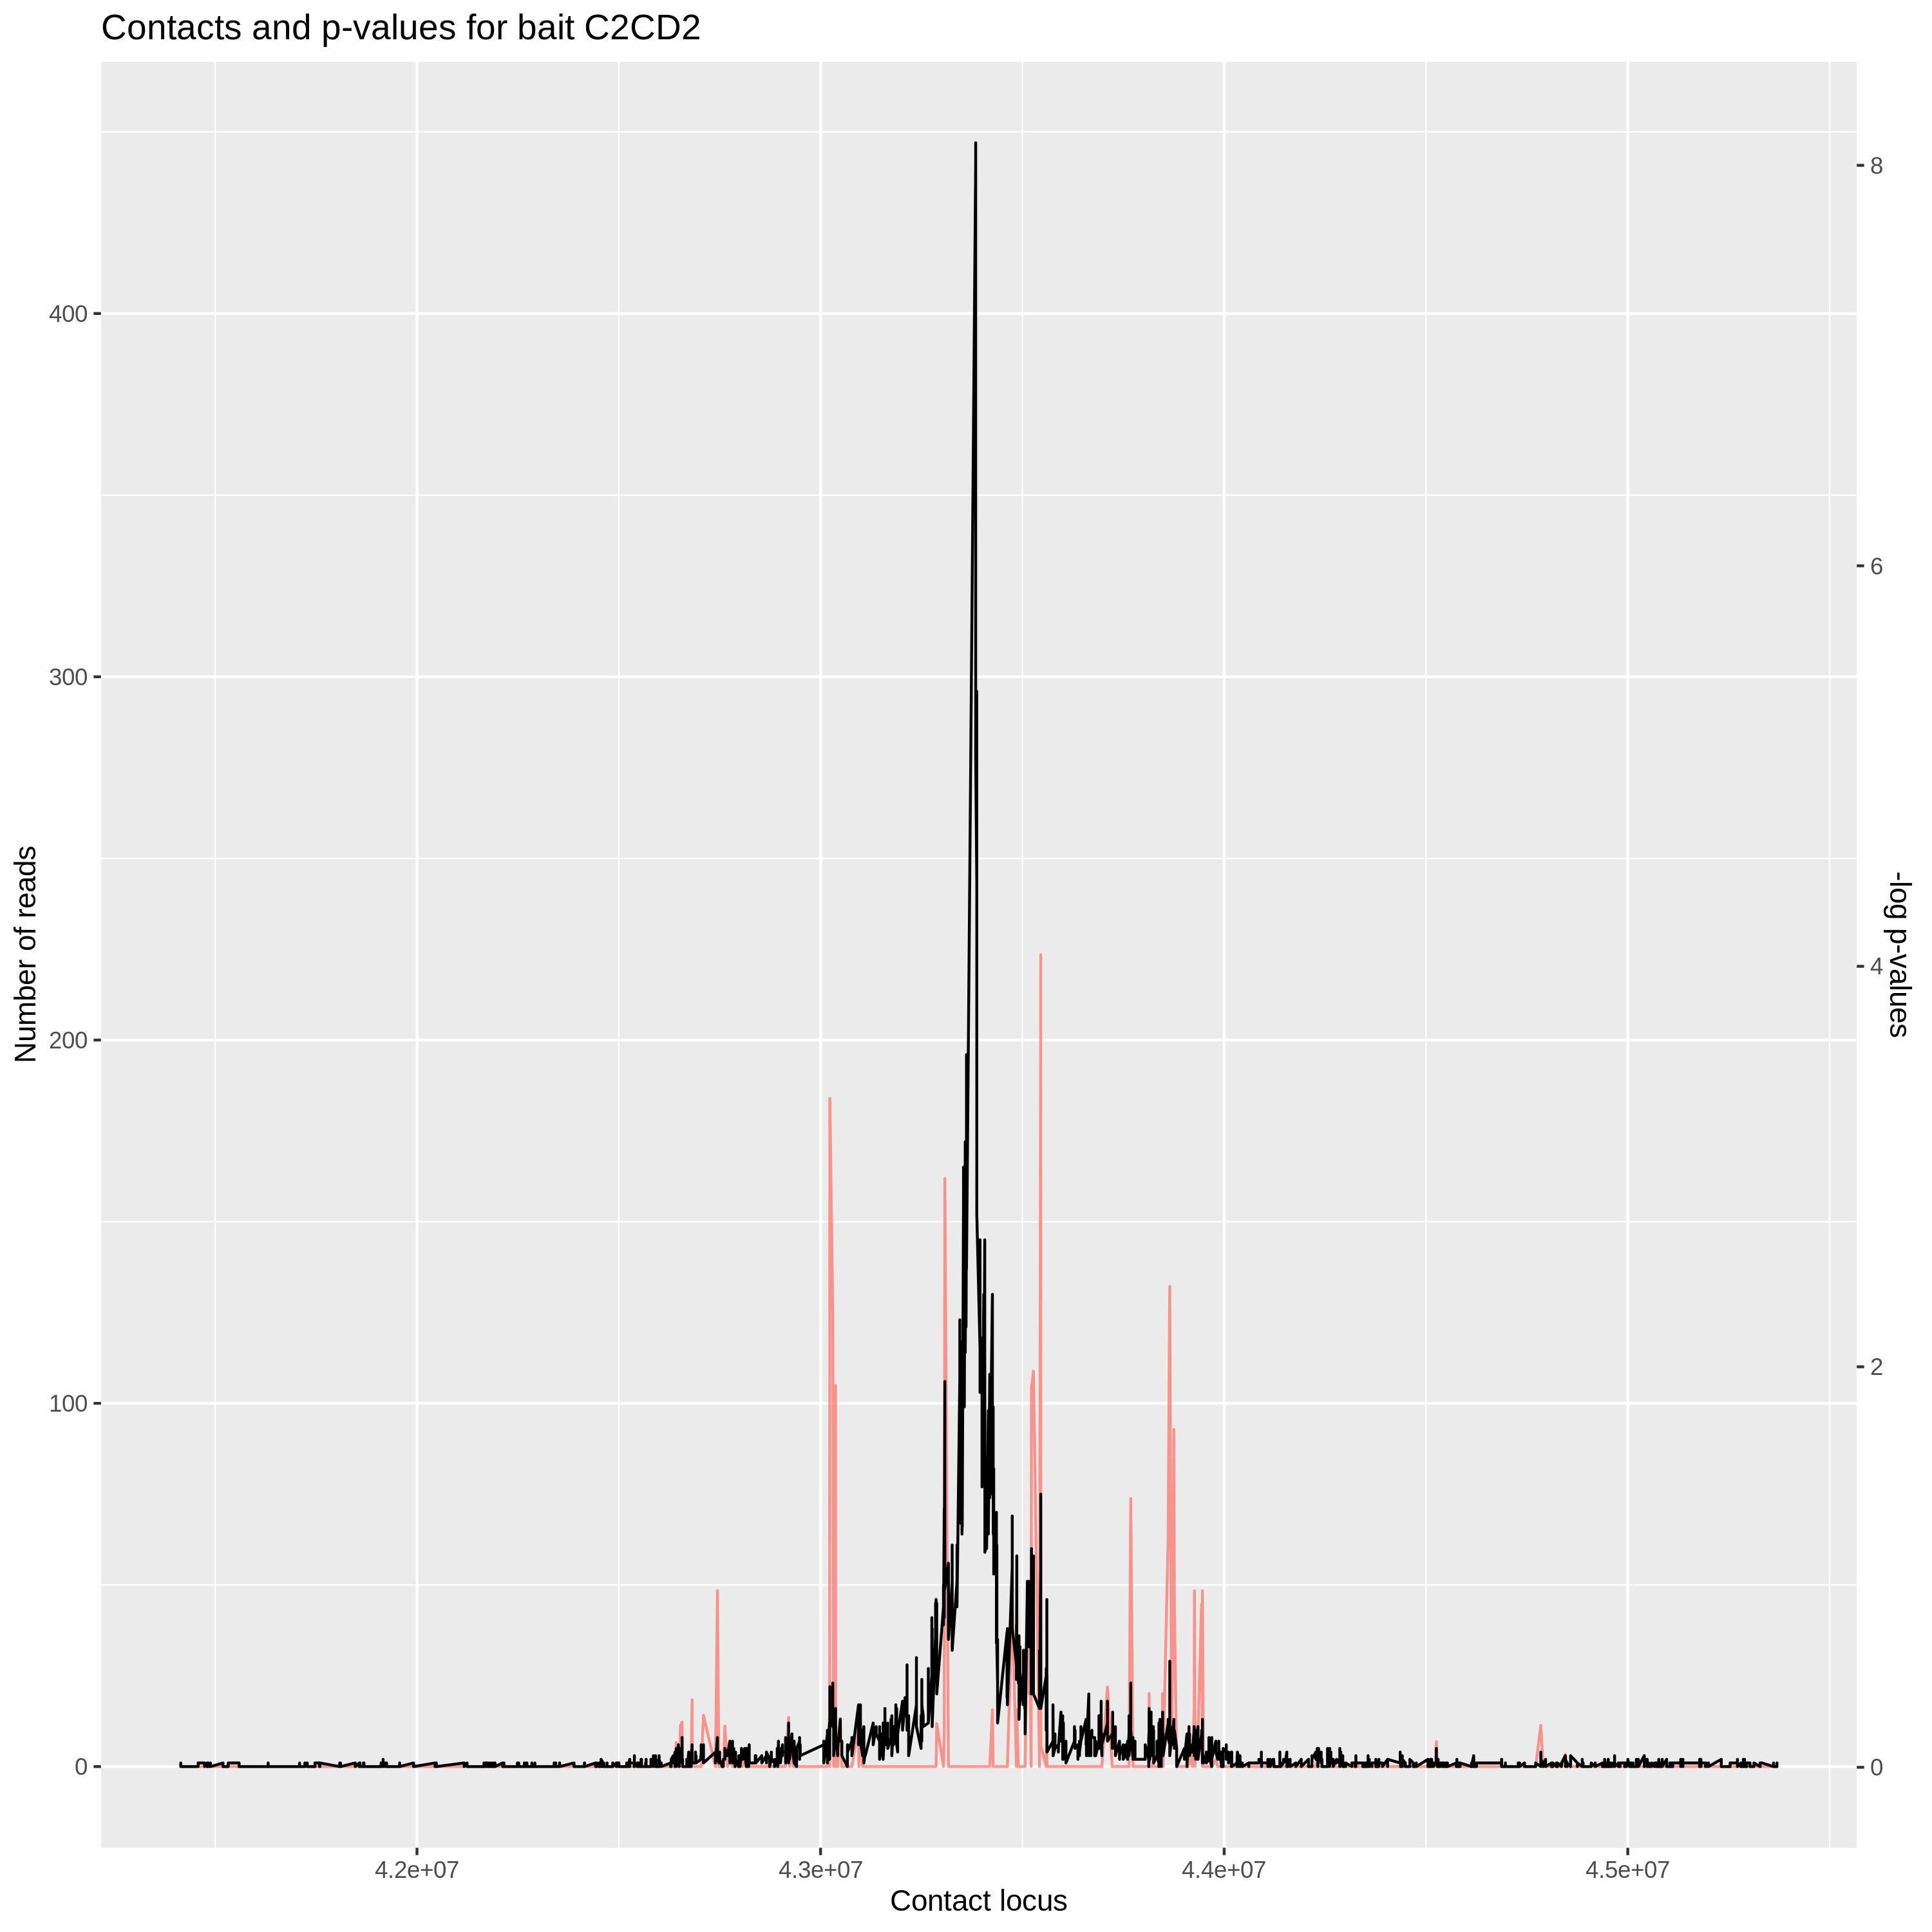 Contacts and p-values for bait C2CD2
Number of reads
400
300
200
100
0
8
6
4
2
0
-log p-values
4.2e+07
4.3e+07
4.4e+07
4.5e+07
Contact locus